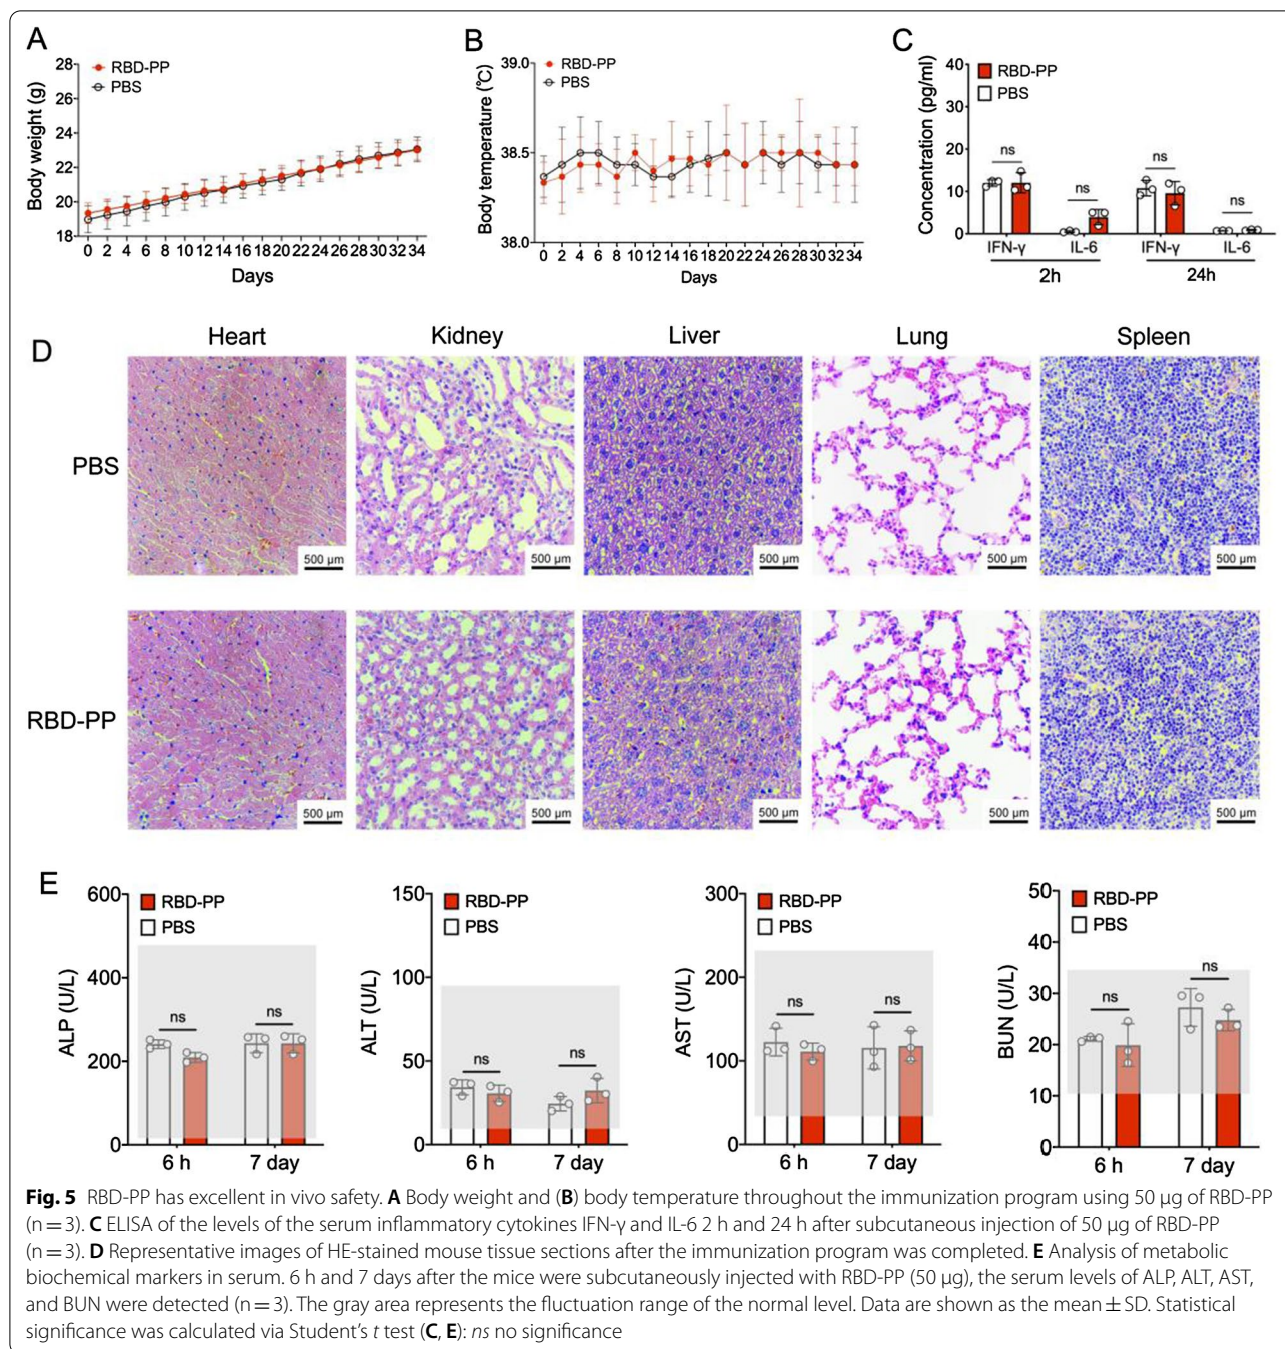 A
RBD-PP
PBS
Body weight (g)
28
26
24
22
20
18
0 2 4 6 8 10 12 14 16 18 20 22 24 26 28 30 32 34
Days
B
RBD-PP
PBS
Body temperature (℃)
39.0
38.5
38.0
0 2 4 6 8 10 12 14 16 18 20 22 24 26 28 30 32 34
Days
C
RBD-PP
PBS
Concentration (pg/ml)
40
30
20
10
0
ns ns ns ns
IFN-γ IL-6 IFN-γ IL-6
2h 24h
D
Heart Kidney Liver Lung Spleen
PBS
500 µm 500 µm 500 µm 500 µm 500 µm
RBD-PP
500 µm 500 µm 500 µm 500 µm 500 µm
E
RBD-PP
PBS
ALP (U/L)
600
400
200
0
ns ns
6 h 7 day
RBD-PP
PBS
ALT (U/L)
150
100
50
0
ns ns
6 h 7 day
RBD-PP
PBS
AST (U/L)
300
200
100
0
ns ns
6 h 7 day
RBD-PP
PBS
BUN (U/L)
50
40
30
20
10
0
ns ns
6 h 7 day
Fig. 5 RBD-PP has excellent in vivo safety. A Body weight and (B) body temperature throughout the immunization program using 50 µg of RBD-PP
(n = 3). C ELISA of the levels of the serum inflammatory cytokines IFN-γ and IL-6 2 h and 24 h after subcutaneous injection of 50 µg of RBD-PP
(n = 3). D Representative images of HE-stained mouse tissue sections after the immunization program was completed. E Analysis of metabolic
biochemical markers in serum. 6 h and 7 days after the mice were subcutaneously injected with RBD-PP (50 µg), the serum levels of ALP, ALT, AST,
and BUN were detected (n = 3). The gray area represents the fluctuation range of the normal level. Data are shown as the mean ± SD. Statistical
significance was calculated via Student's t test (C, E): ns no significance